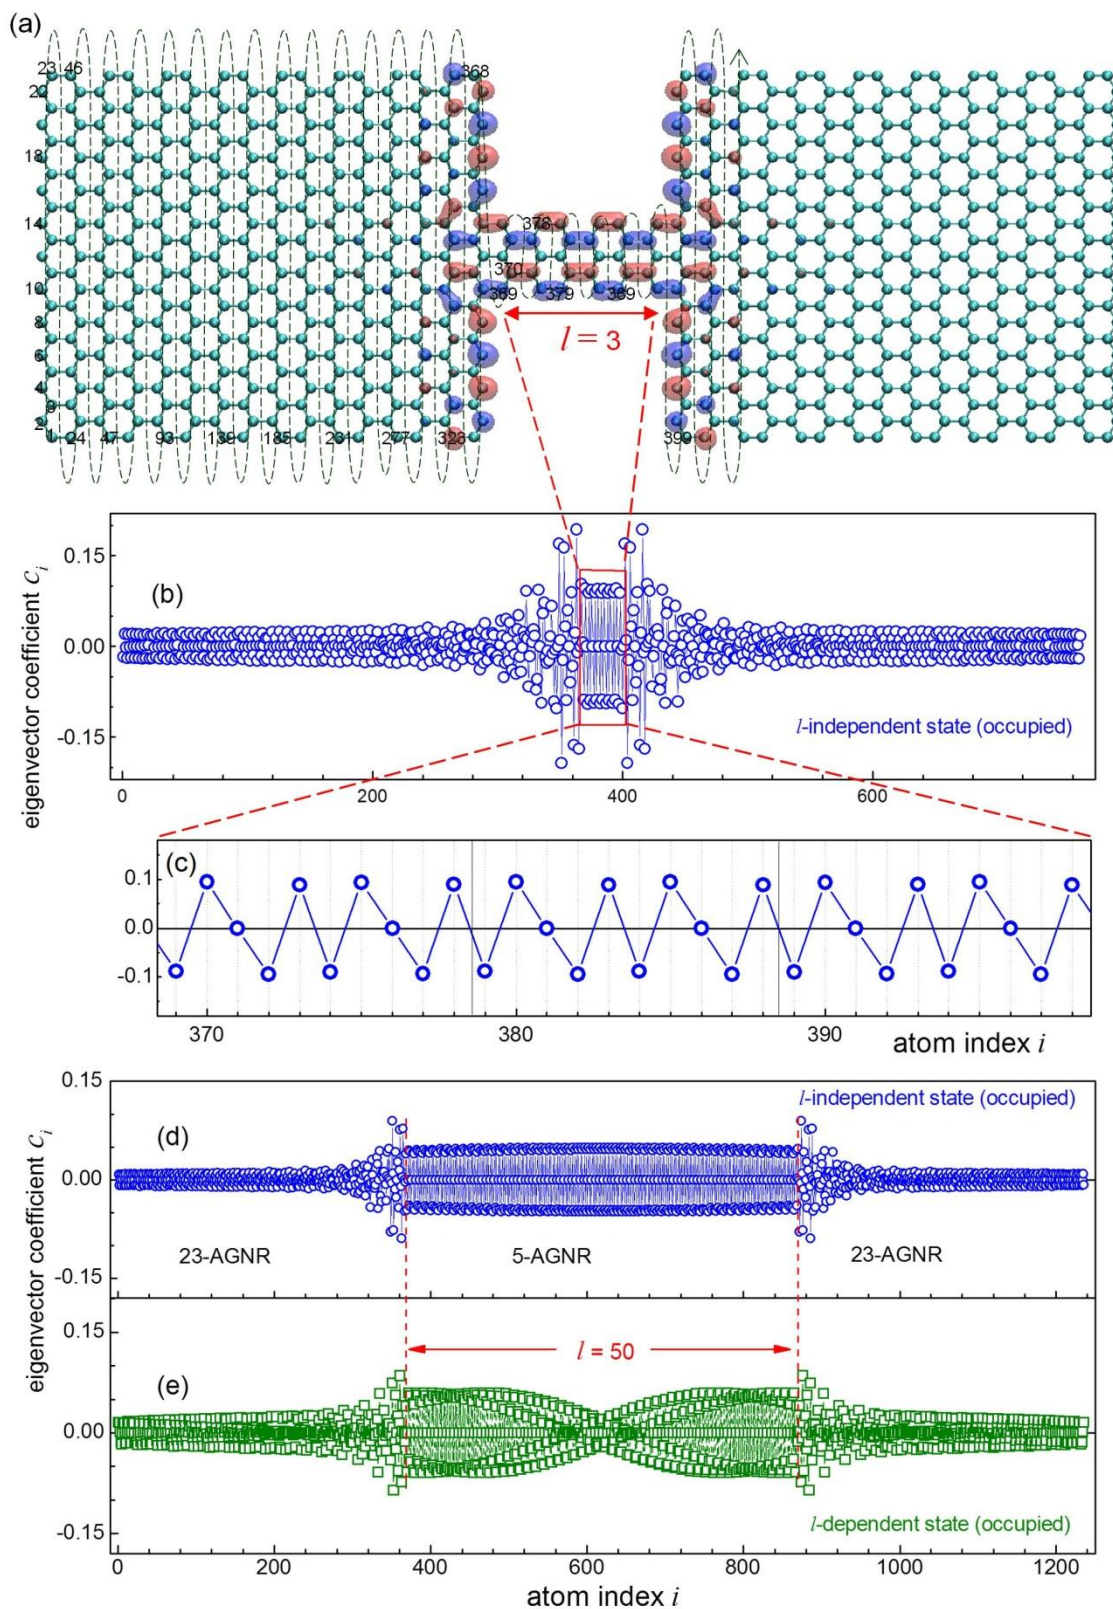 (a)
23 46 368
22
18
14 378
370
10 369 379 389
l = 3
8
6
4
3
2
1 24 47 93 139 185 231 277 323 399
eigenvector coefficient c_i
0.15
0.00
-0.15
(b)
l-independent state (occupied)
0 200 400 600
(c)
0.1
0.0
-0.1
370 380 390
atom index i
eigenvector coefficient c_i
0.15
0.00
-0.15
(d)
l-independent state (occupied)
23-AGNR 5-AGNR 23-AGNR
0.15
0.00
-0.15
l = 50
(e)
l-dependent state (occupied)
0 200 400 600 800 1000 1200
atom index i